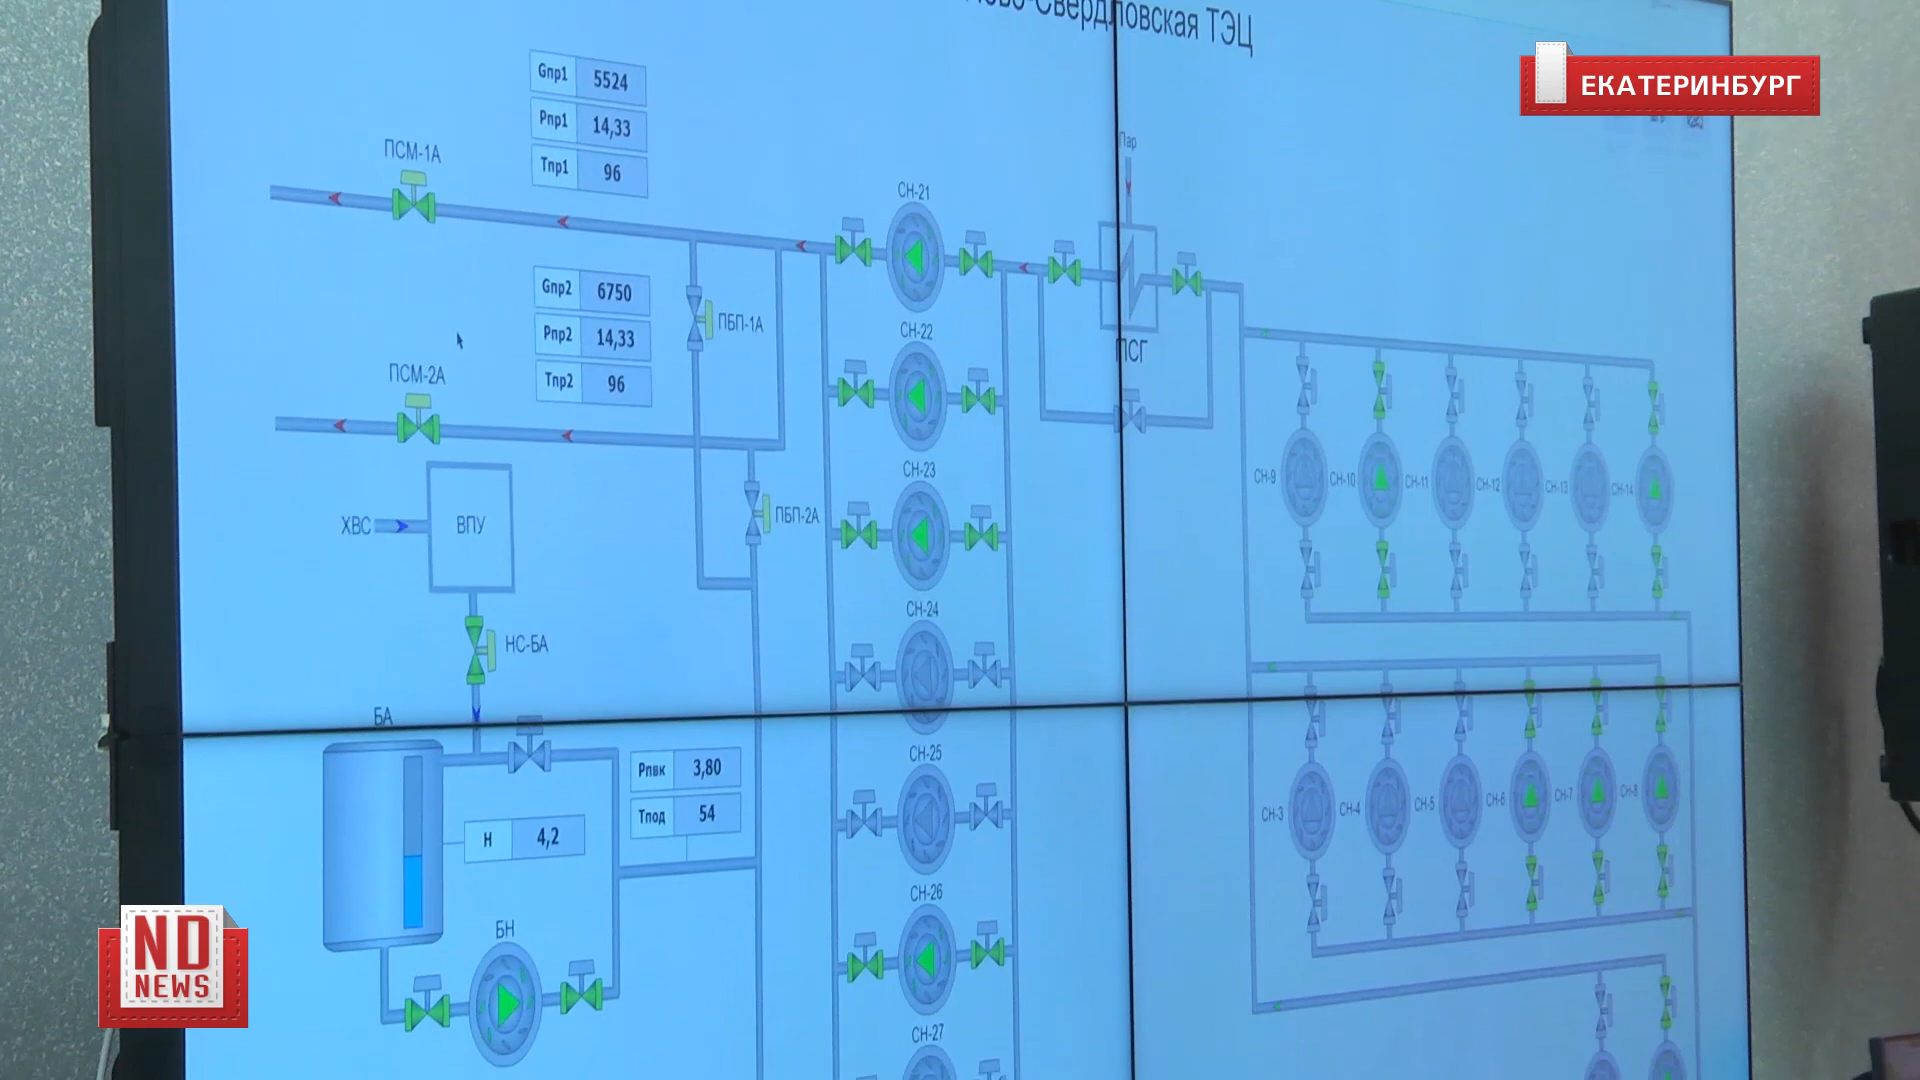 Ново-Свердловская ТЭЦ
ЕКАТЕРИНБУРГ
Gпр1 5524
Pпр1 14,33
Tпр1 96
ПСМ-1А
Пар
СН-21
Gпр2 6750
Pпр2 14,33
Tпр2 96
ПБП-1А
СН-22
ПСГ
ПСМ-2А
СН-23
СН-9 СН-10 СН-11 СН-12 СН-13 СН-14
ХВС ВПУ
ПБП-2А
СН-24
НС-БА
БА
СН-25
Pпвк 3,80
Tпод 54
СН-3 СН-4 СН-5 СН-6 СН-7 СН-8
H 4,2
СН-26
БН
СН-27
ND
NEWS